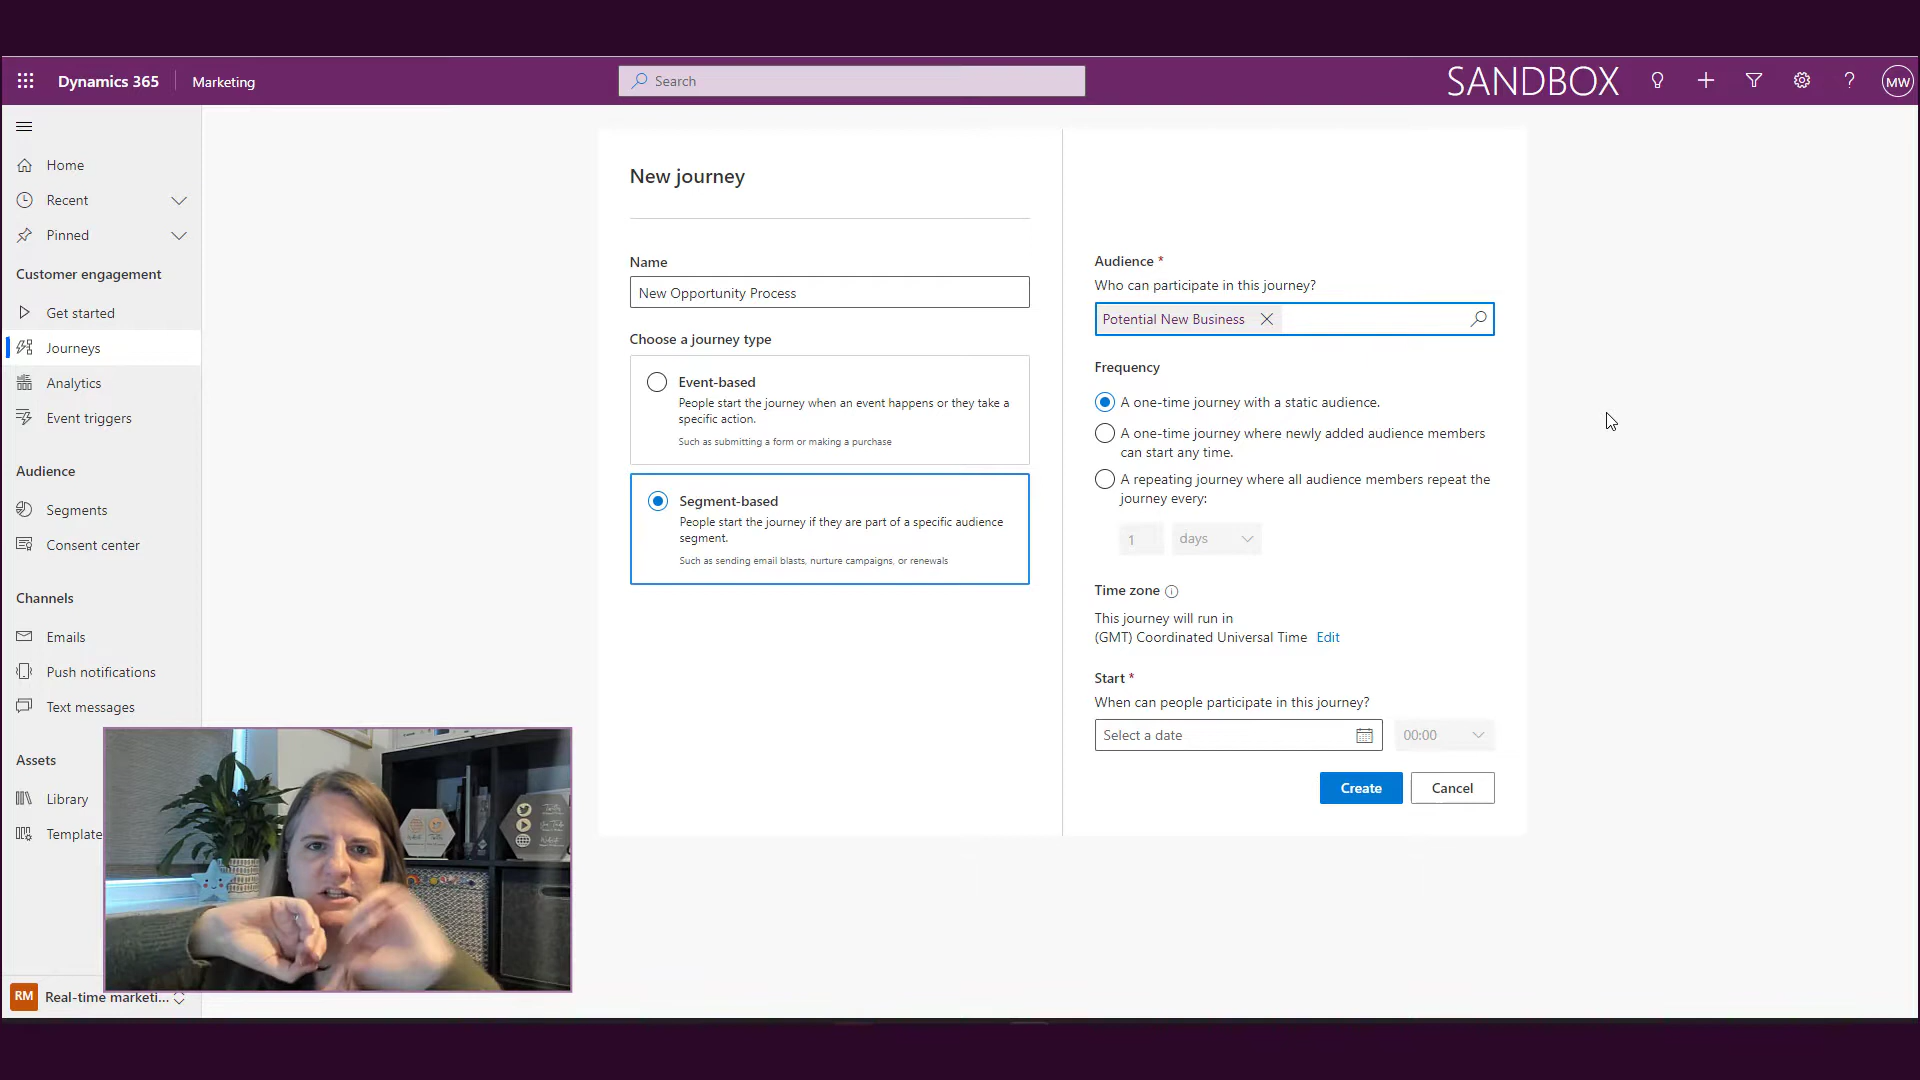 Dynamics 365
Marketing
Search
SANDBOX
MW
Home
Recent
Pinned
Customer engagement
Get started
Journeys
Analytics
Event triggers
Audience
Segments
Consent center
Channels
Emails
Push notifications
Text messages
Assets
Library
Template
RM
Real-time marketi...
New journey
Name
New Opportunity Process
Choose a journey type
Event-based
People start the journey when an event happens or they take a
specific action.
Such as submitting a form or making a purchase
Segment-based
People start the journey if they are part of a specific audience
segment.
Such as sending email blasts, nurture campaigns, or renewals
Audience *
Who can participate in this journey?
Potential New Business
Frequency
A one-time journey with a static audience.
A one-time journey where newly added audience members
can start any time.
A repeating journey where all audience members repeat the
journey every:
1
days
Time zone
This journey will run in
(GMT) Coordinated Universal Time Edit
Start *
When can people participate in this journey?
Select a date
00:00
Create
Cancel